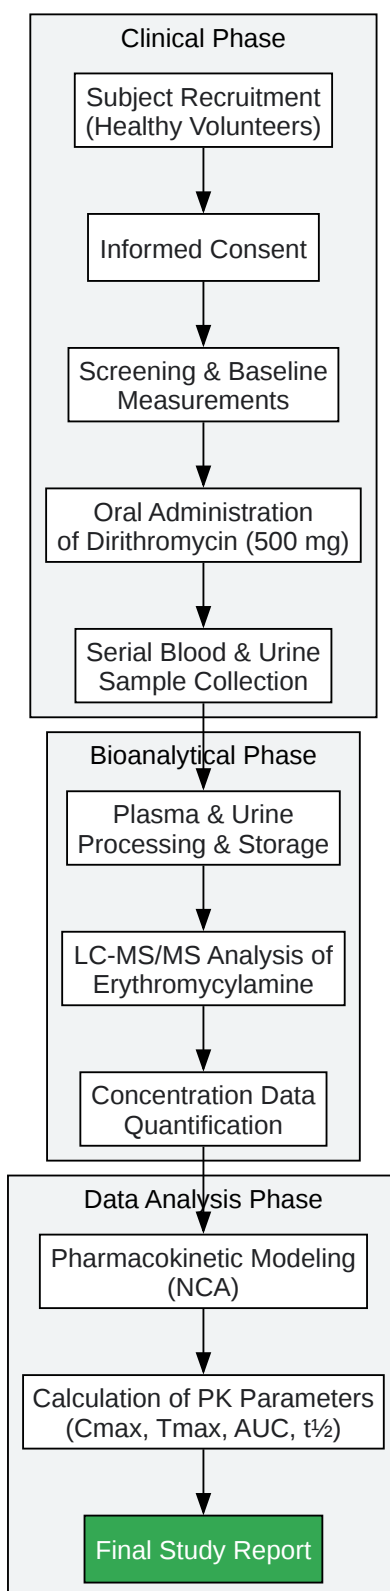 Clinical Phase
Subject Recruitment
(Healthy Volunteers)
Informed Consent
Screening & Baseline
Measurements
Oral Administration
of Dirithromycin (500 mg)
Serial Blood & Urine
Sample Collection
Bioanalytical Phase
Plasma & Urine
Processing & Storage
LC-MS/MS Analysis of
Erythromycylamine
Concentration Data
Quantification
Data Analysis Phase
Pharmacokinetic Modeling
(NCA)
Calculation of PK Parameters
(Cmax, Tmax, AUC, t½)
Final Study Report